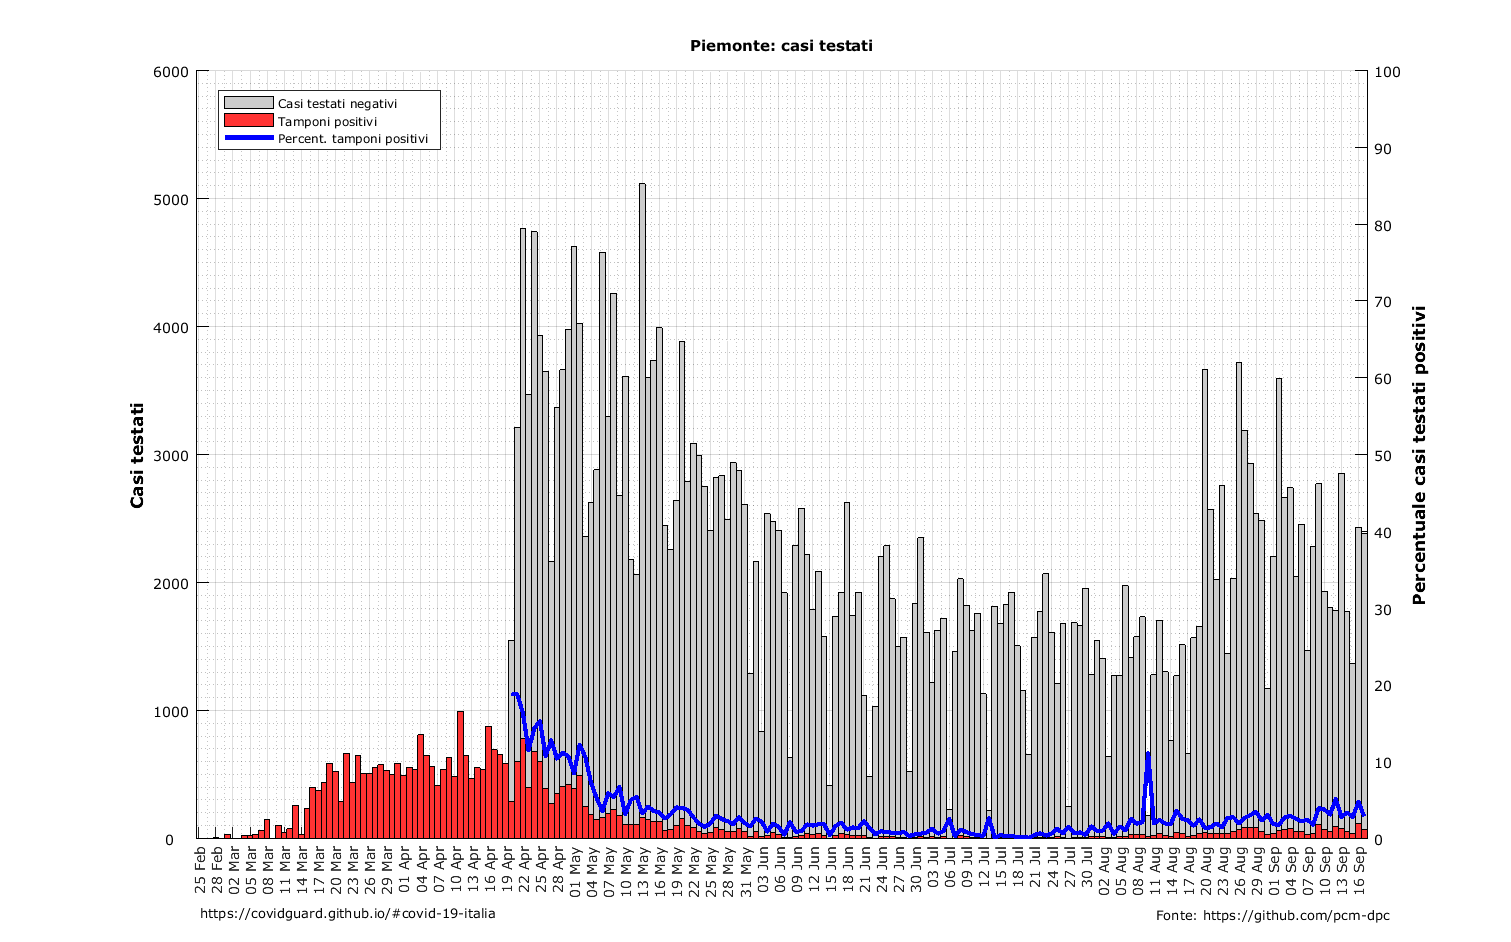 Piemonte: casi testati
Casi testati negativi
Tamponi positivi
Percent. tamponi positivi
Casi testati
6000
5000
4000
3000
2000
1000
0
100
90
80
70
60
50
40
30
20
10
0
Percentuale casi testati positivi
25 Feb
28 Feb
02 Mar
05 Mar
08 Mar
11 Mar
14 Mar
17 Mar
20 Mar
23 Mar
26 Mar
29 Mar
01 Apr
04 Apr
07 Apr
10 Apr
13 Apr
16 Apr
19 Apr
22 Apr
25 Apr
28 Apr
01 May
04 May
07 May
10 May
13 May
16 May
19 May
22 May
25 May
28 May
31 May
03 Jun
06 Jun
09 Jun
12 Jun
15 Jun
18 Jun
21 Jun
24 Jun
27 Jun
30 Jun
03 Jul
06 Jul
09 Jul
12 Jul
15 Jul
18 Jul
21 Jul
24 Jul
27 Jul
30 Jul
02 Aug
05 Aug
08 Aug
11 Aug
14 Aug
17 Aug
20 Aug
23 Aug
26 Aug
29 Aug
01 Sep
04 Sep
07 Sep
10 Sep
13 Sep
16 Sep
https://covidguard.github.io/#covid-19-italia
Fonte: https://github.com/pcm-dpc